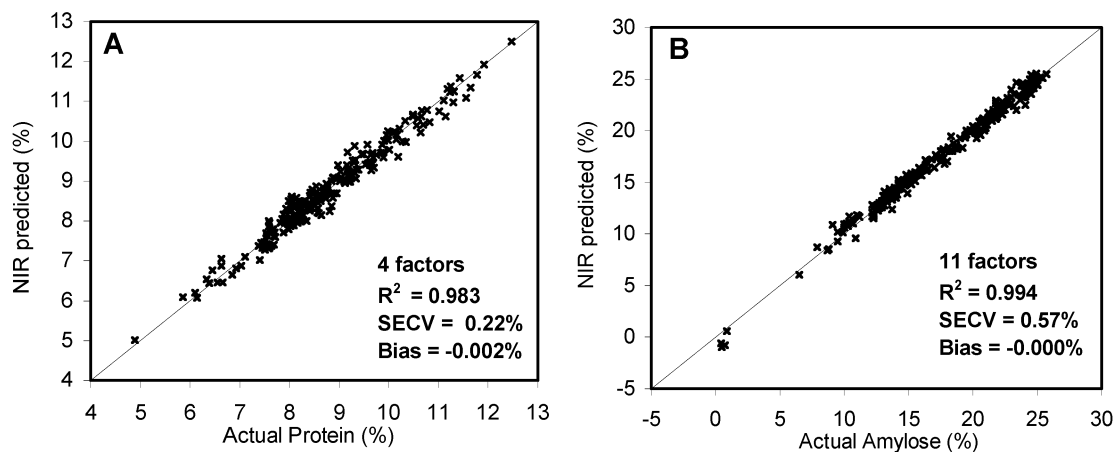 A
NIR predicted (%)
13
12
11
10
9
8
7
6
5
4
4 factors
R² = 0.983
SECV = 0.22%
Bias = -0.002%
4 5 6 7 8 9 10 11 12 13
Actual Protein (%)
B
NIR predicted (%)
30
25
20
15
10
5
0
-5
11 factors
R² = 0.994
SECV = 0.57%
Bias = -0.000%
-5 0 5 10 15 20 25 30
Actual Amylose (%)